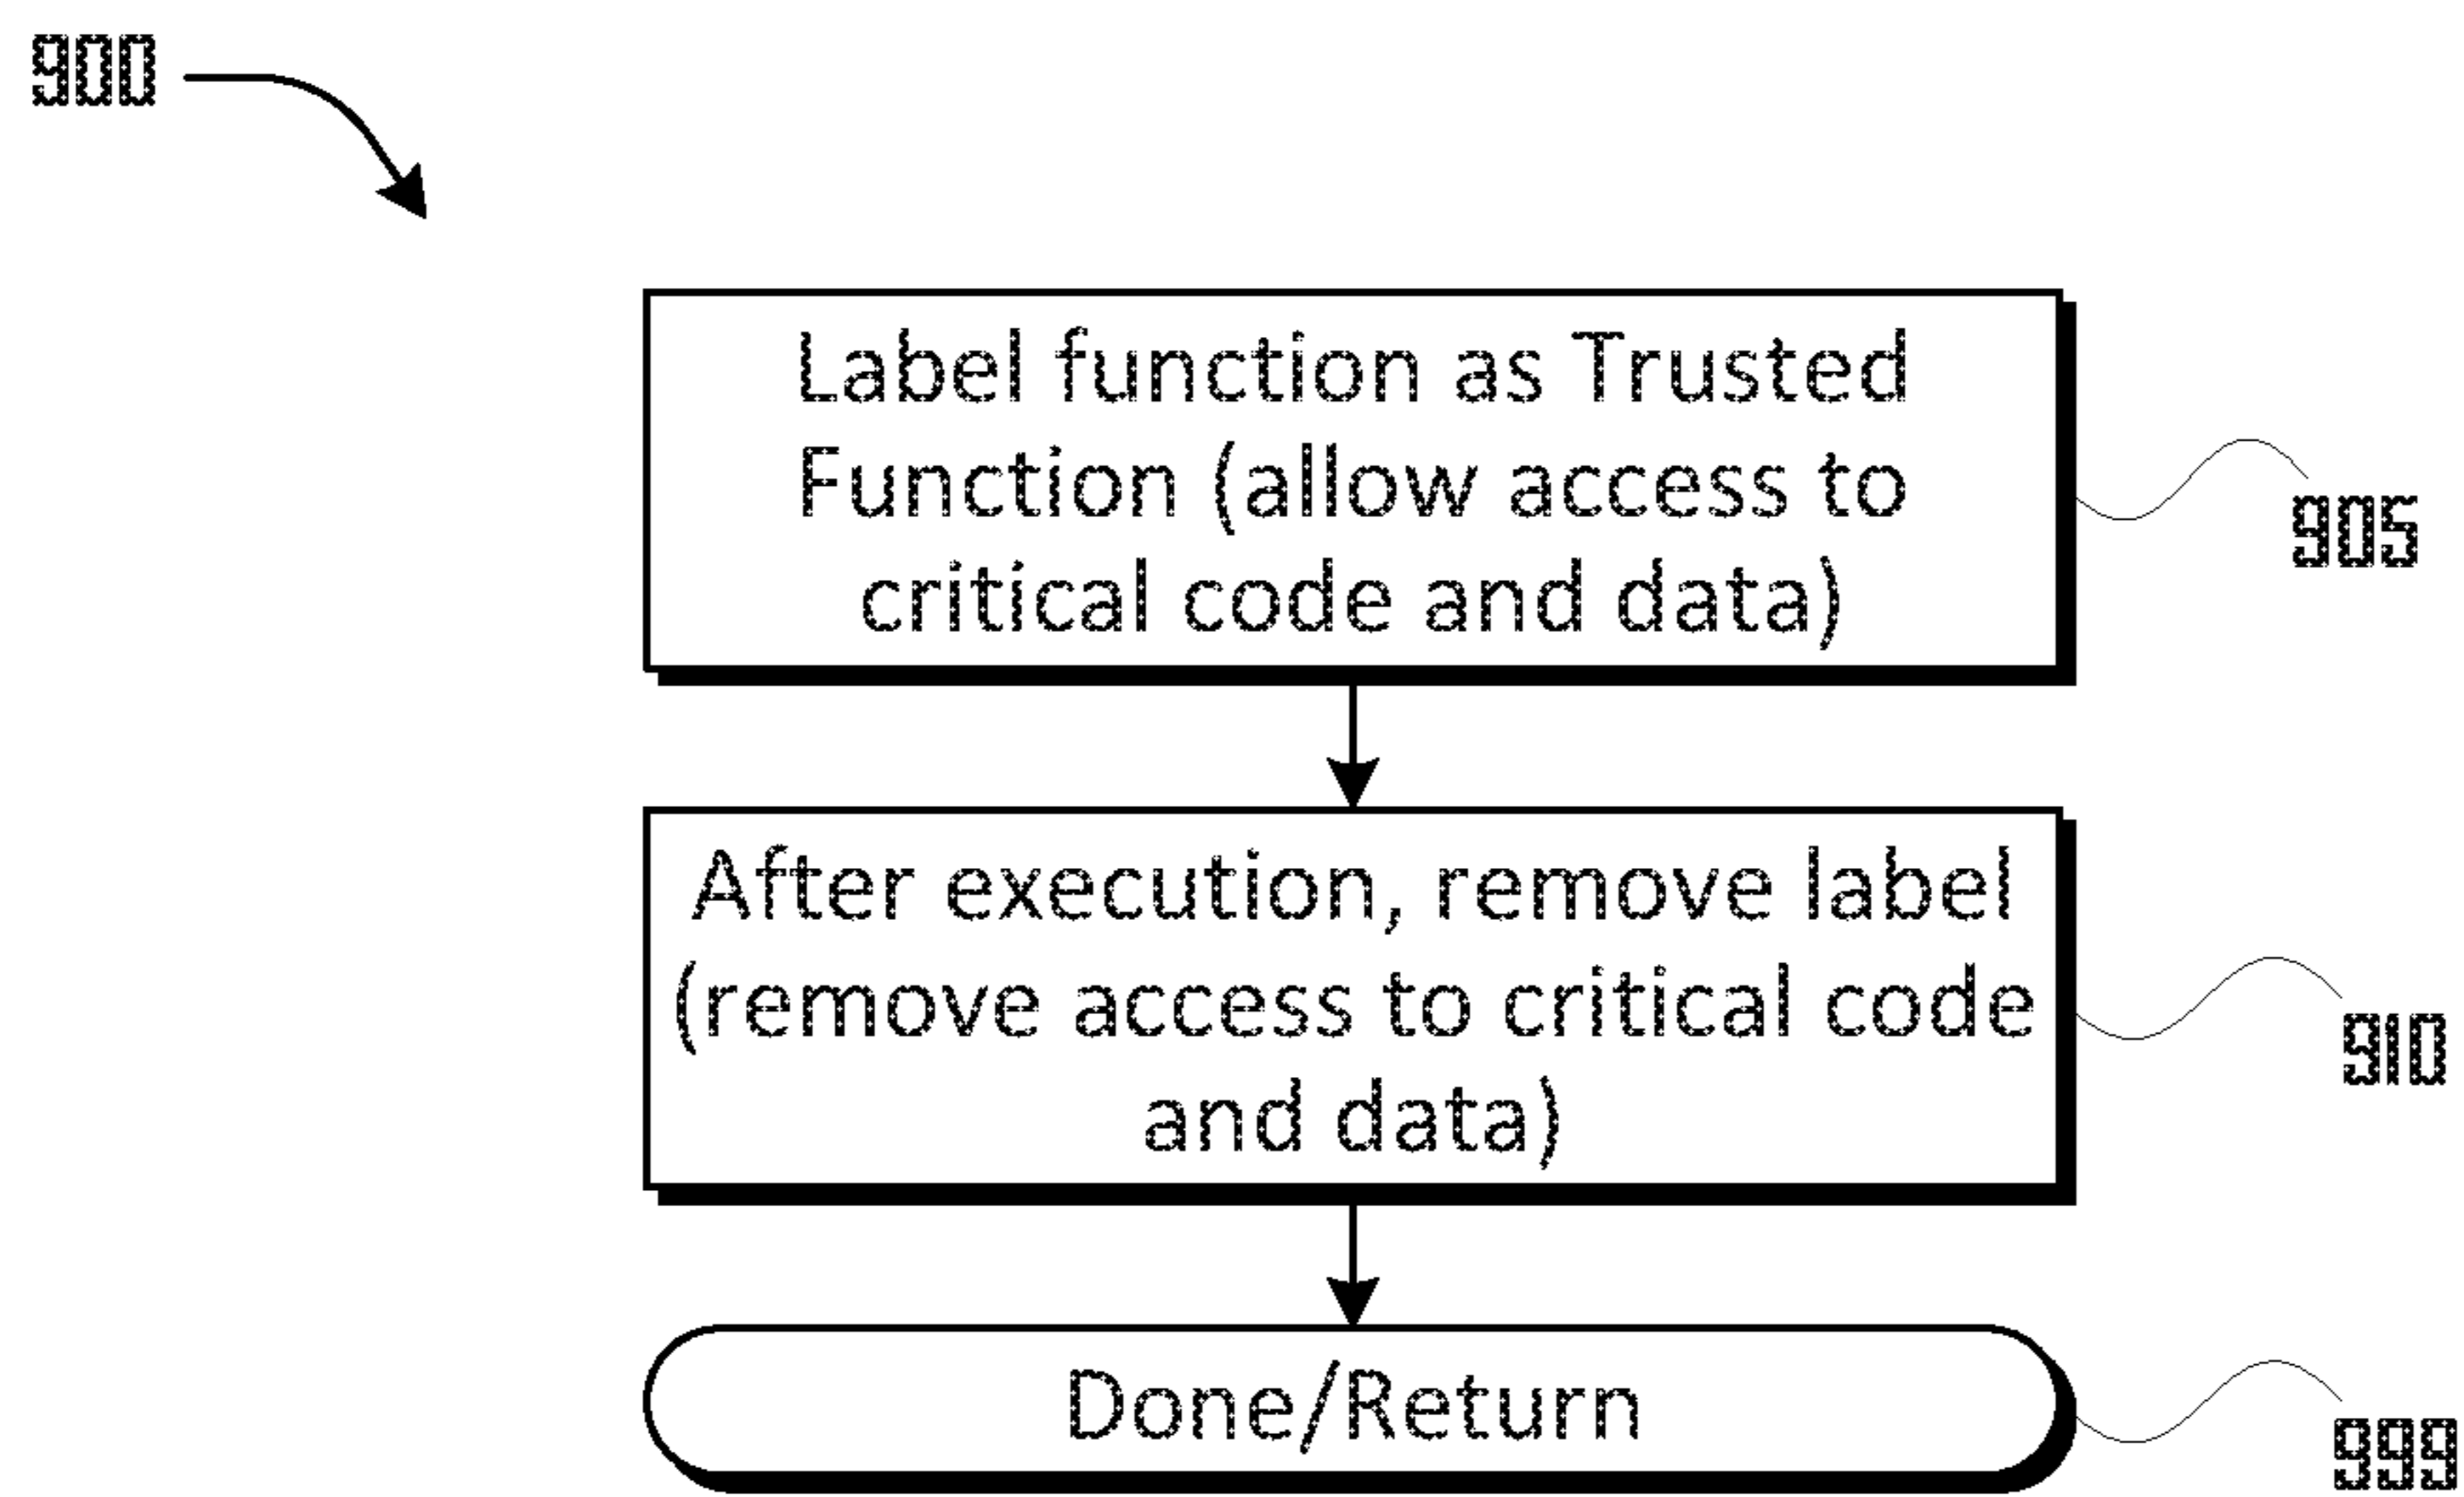 900
Label function as Trusted
Function (allow access to
critical code and data)
905
After execution, remove label
(remove access to critical code
and data)
910
Done/Return
999